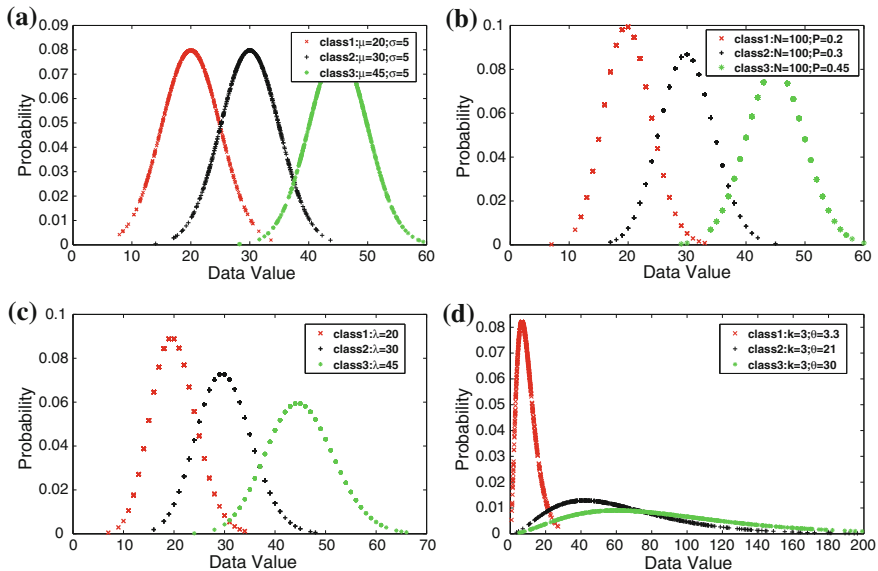 (a)
0.09
0.08
0.07
0.06
0.05
0.04
0.03
0.02
0.01
0
Probability
class1:μ=20;σ=5
class2:μ=30;σ=5
class3:μ=45;σ=5
0 10 20 30 40 50 60
Data Value
(b)
0.1
0.08
0.06
0.04
0.02
0
Probability
class1:N=100;P=0.2
class2:N=100;P=0.3
class3:N=100;P=0.45
0 10 20 30 40 50 60
Data Value
(c)
0.1
0.08
0.06
0.04
0.02
0
Probability
class1:λ=20
class2:λ=30
class3:λ=45
0 10 20 30 40 50 60 70
Data Value
(d)
0.08
0.07
0.06
0.05
0.04
0.03
0.02
0.01
0
Probability
class1:k=3;θ=3.3
class2:k=3;θ=21
class3:k=3;θ=30
0 20 40 60 80 100 120 140 160 180 200
Data Value